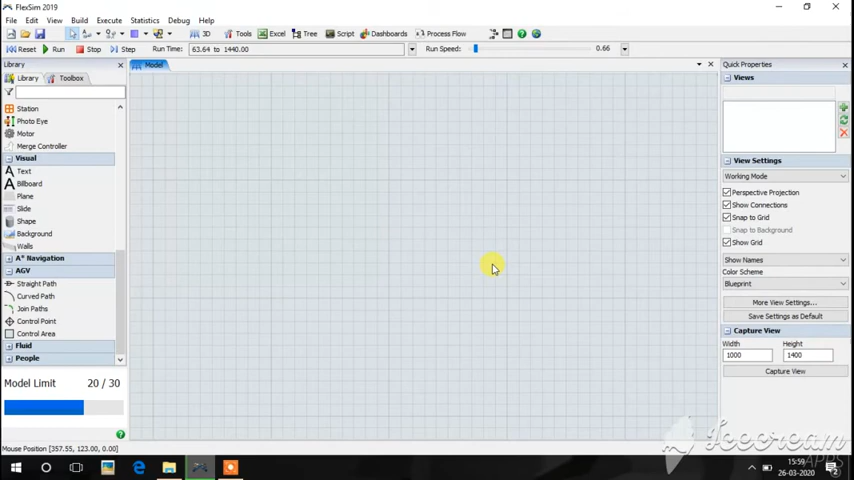 FlexSim 2019
File Edit View Build Execute Statistics Debug Help
3D Tools Excel Tree Script Dashboards Process Flow
Reset Run Stop Step Run Time: 63.64 to 1440.00 Run Speed: 0.66
Library
Library Toolbox
Station
Photo Eye
Motor
Merge Controller
Visual
Text
Billboard
Plane
Slide
Shape
Background
Walls
A* Navigation
AGV
Straight Path
Curved Path
Join Paths
Control Point
Control Area
Fluid
People
Model Limit 20 / 30
Mouse Position [357.55, 123.00, 0.00]
Model
Quick Properties
Views
View Settings
Working Mode
Perspective Projection
Show Connections
Snap to Grid
Snap to Background
Show Grid
Show Names
Color Scheme
Blueprint
More View Settings...
Save Settings as Default
Capture View
Width Height
1000 1400
Capture View
Icecream
APPS
15:59
26-03-2020
2